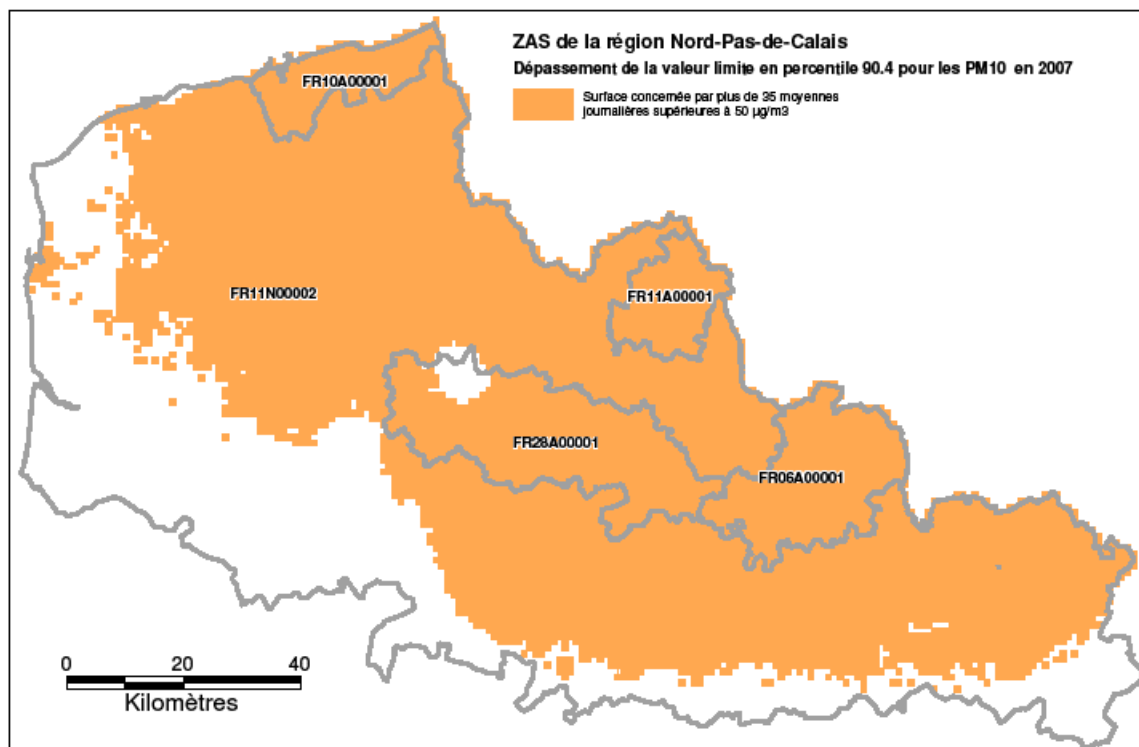 ZAS de la région Nord-Pas-de-Calais
Dépassement de la valeur limite en percentile 90.4 pour les PM10 en 2007
Surface concernée par plus de 35 moyennes
journalières supérieures à 50 µg/m3
FR10A00001
FR11N00002
FR11A00001
FR28A00001
FR06A00001
0 20 40
Kilomètres